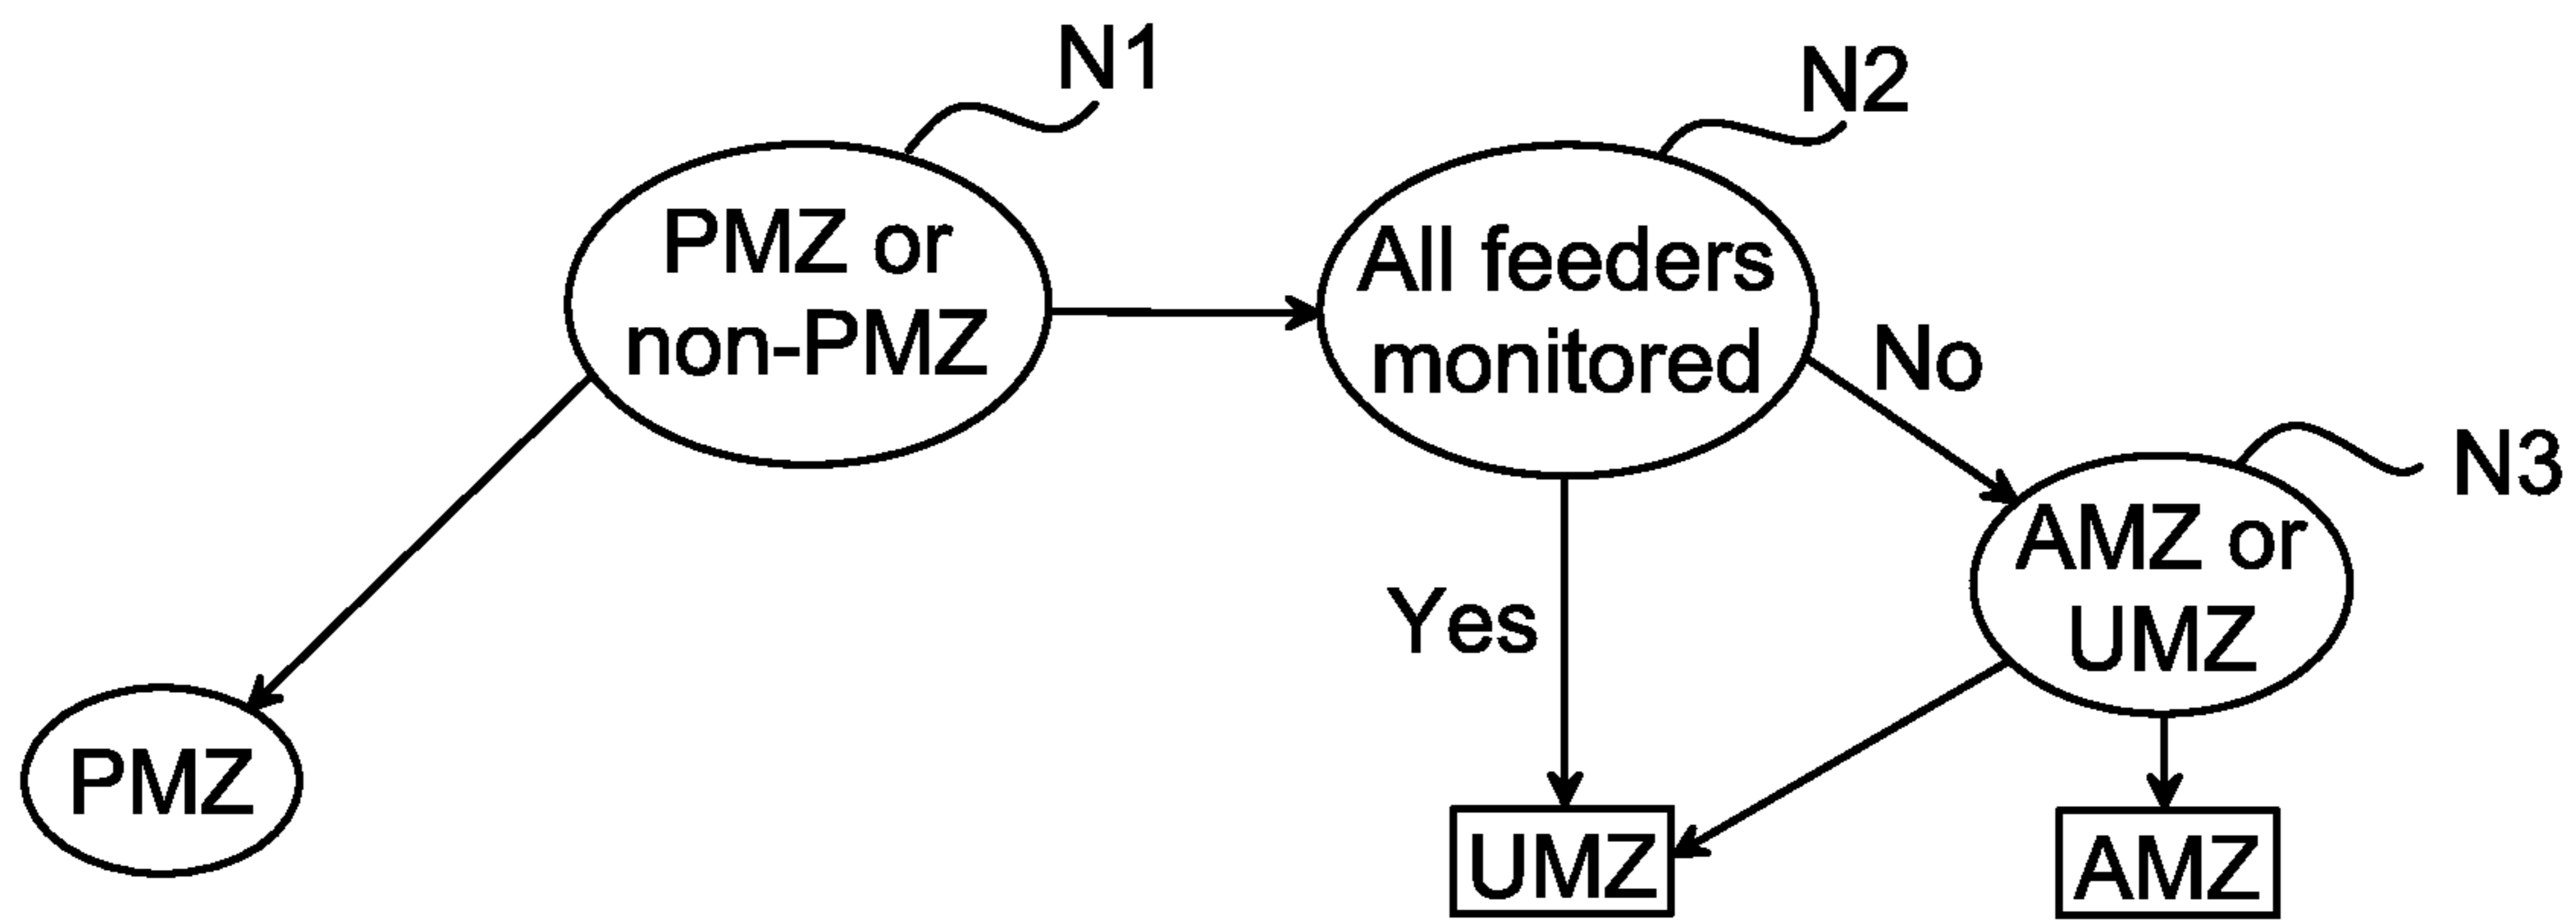 N1
N2
PMZ or
non-PMZ
All feeders
monitored
No
N3
AMZ or
UMZ
Yes
PMZ
UMZ
AMZ